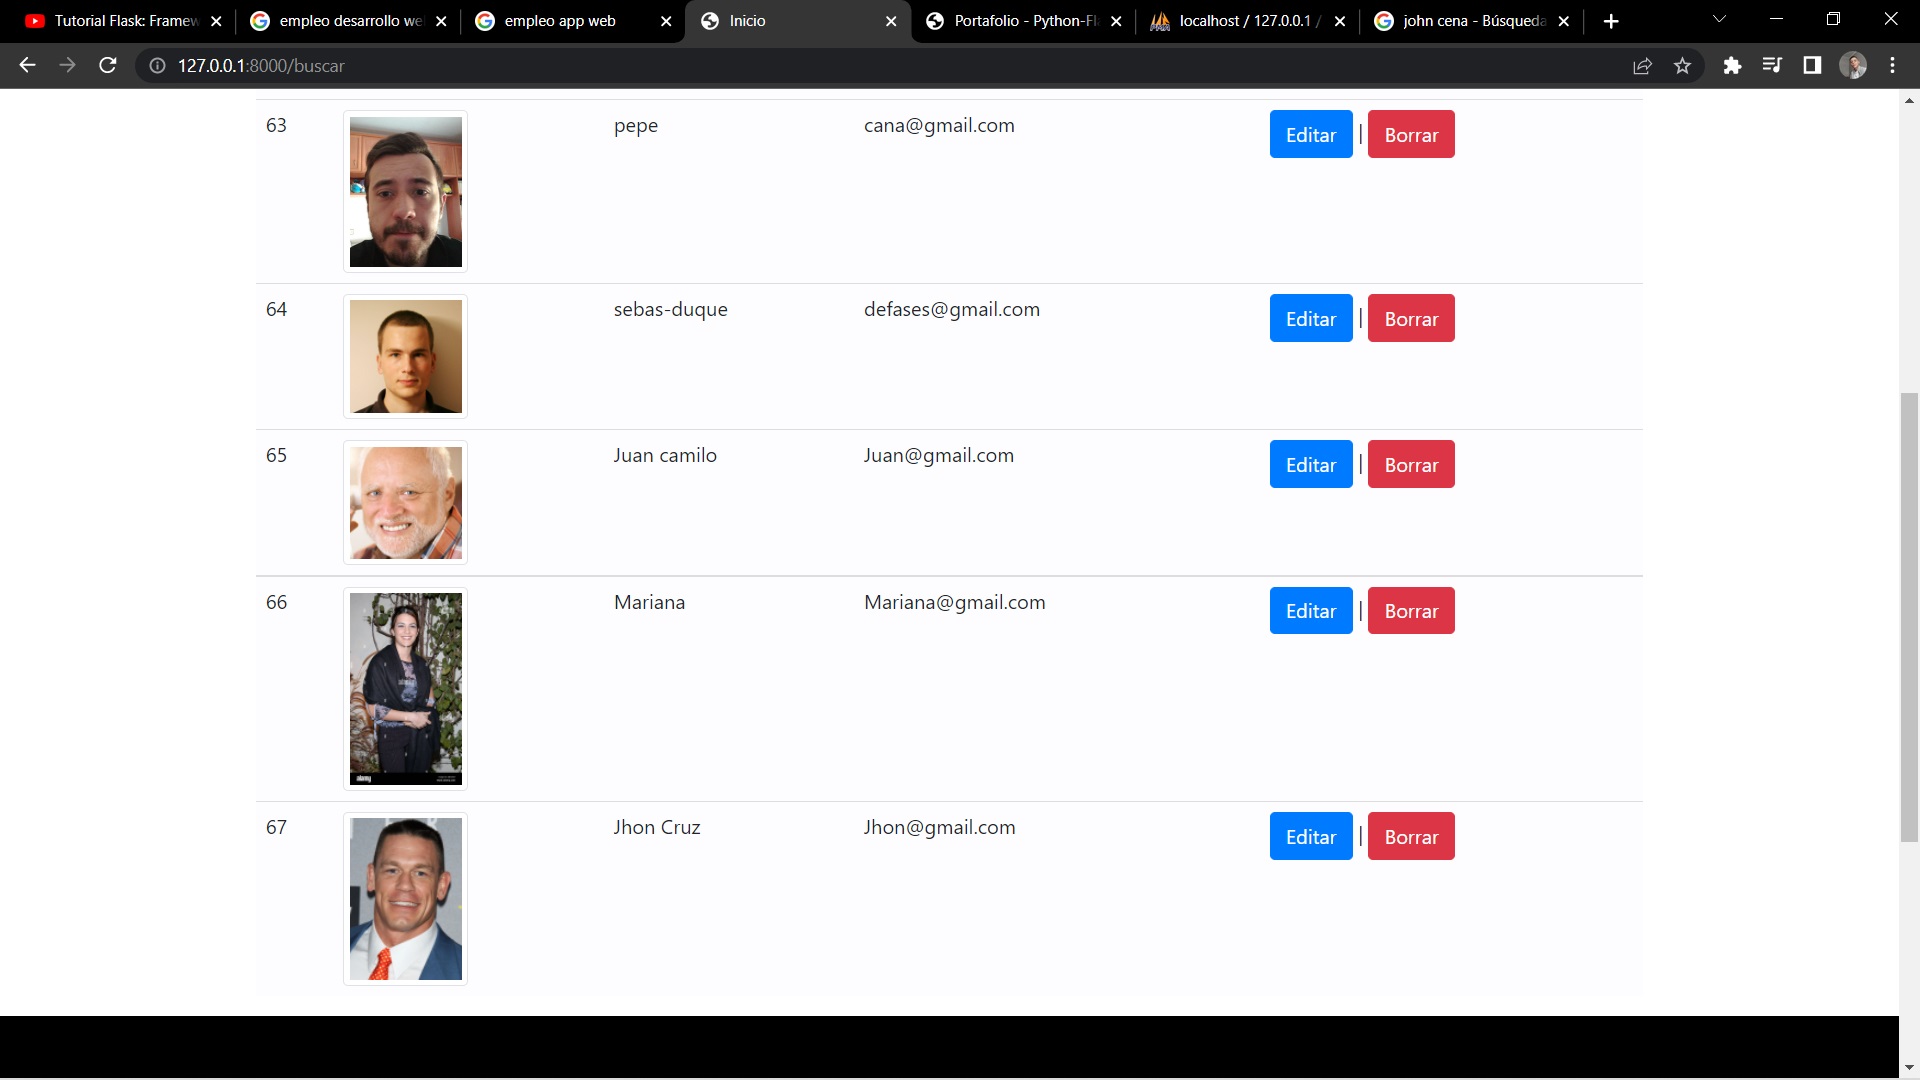 Tutorial Flask: Framew
empleo desarrollo we
empleo app web
Inicio
Portafolio - Python-Fl
localhost / 127.0.0.1 /
john cena - Búsqueda
127.0.0.1:8000/buscar
63 pepe cana@gmail.com Editar | Borrar
64 sebas-duque defases@gmail.com Editar | Borrar
65 Juan camilo Juan@gmail.com Editar | Borrar
66 Mariana Mariana@gmail.com Editar | Borrar
alamy
67 Jhon Cruz Jhon@gmail.com Editar | Borrar